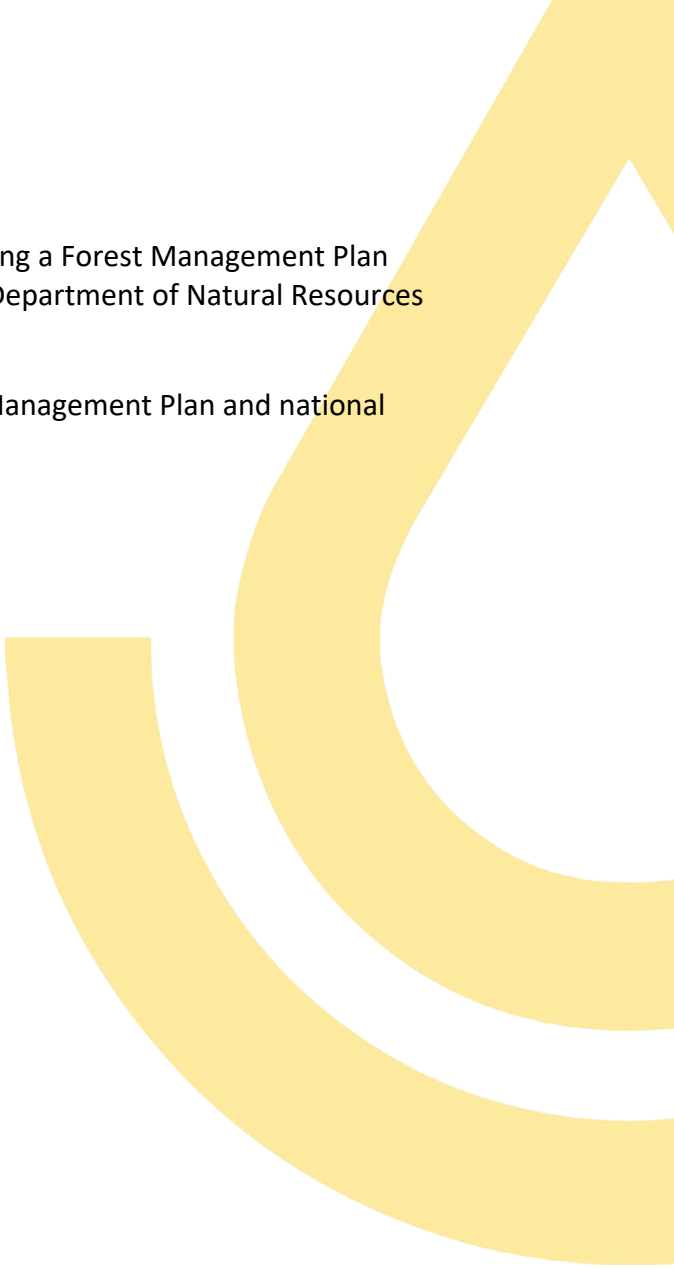 ng a Forest Management Plan
Department of Natural Resources
Management Plan and national